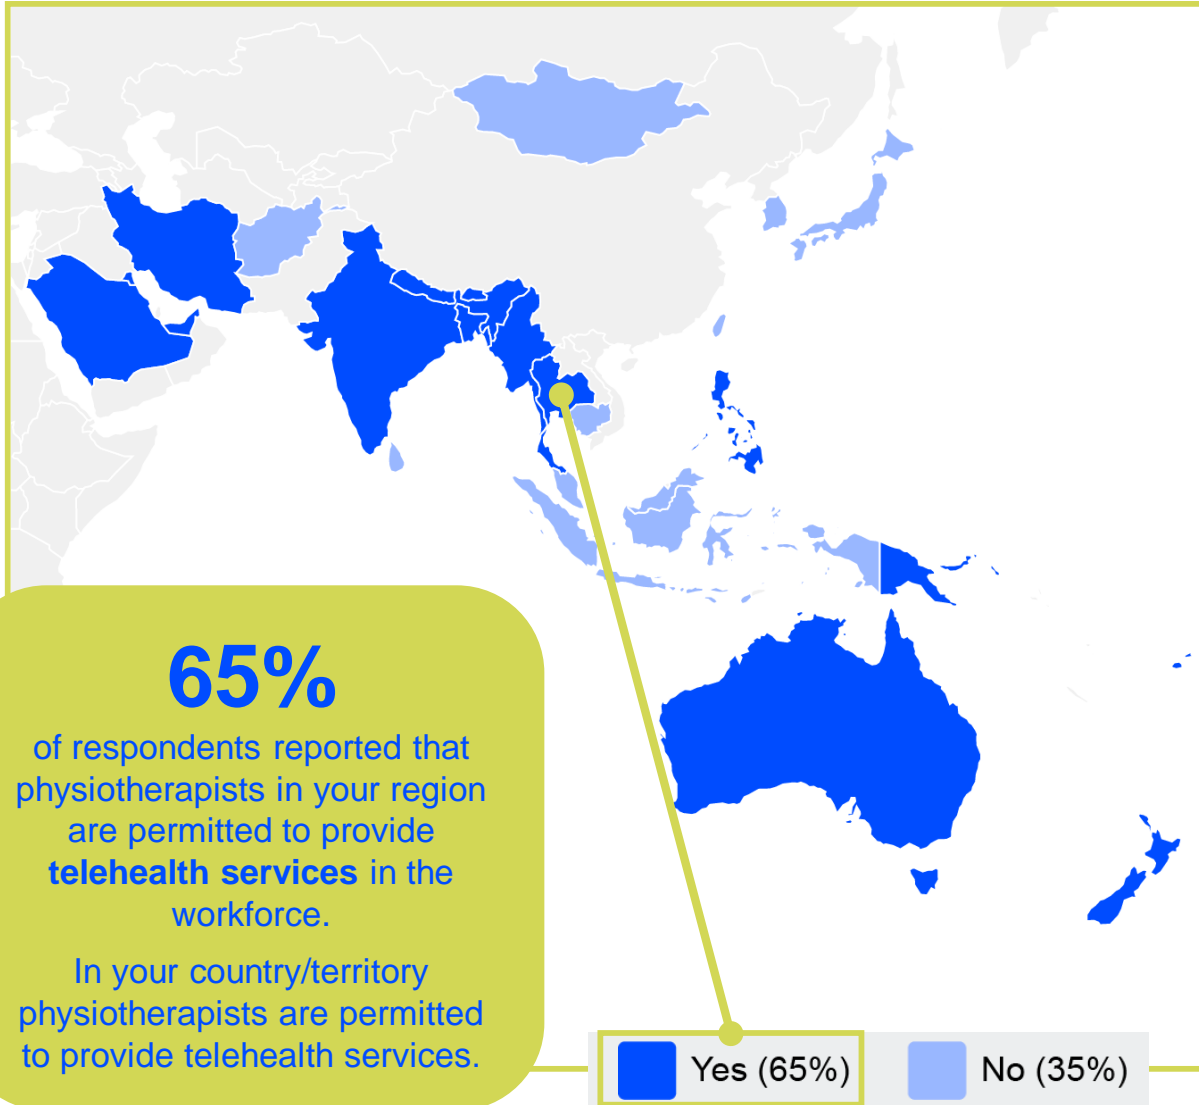 65%
of respondents reported that
physiotherapists in your region
are permitted to provide
telehealth services in the
workforce.
In your country/territory
physiotherapists are permitted
to provide telehealth services.
Yes (65%)
No (35%)